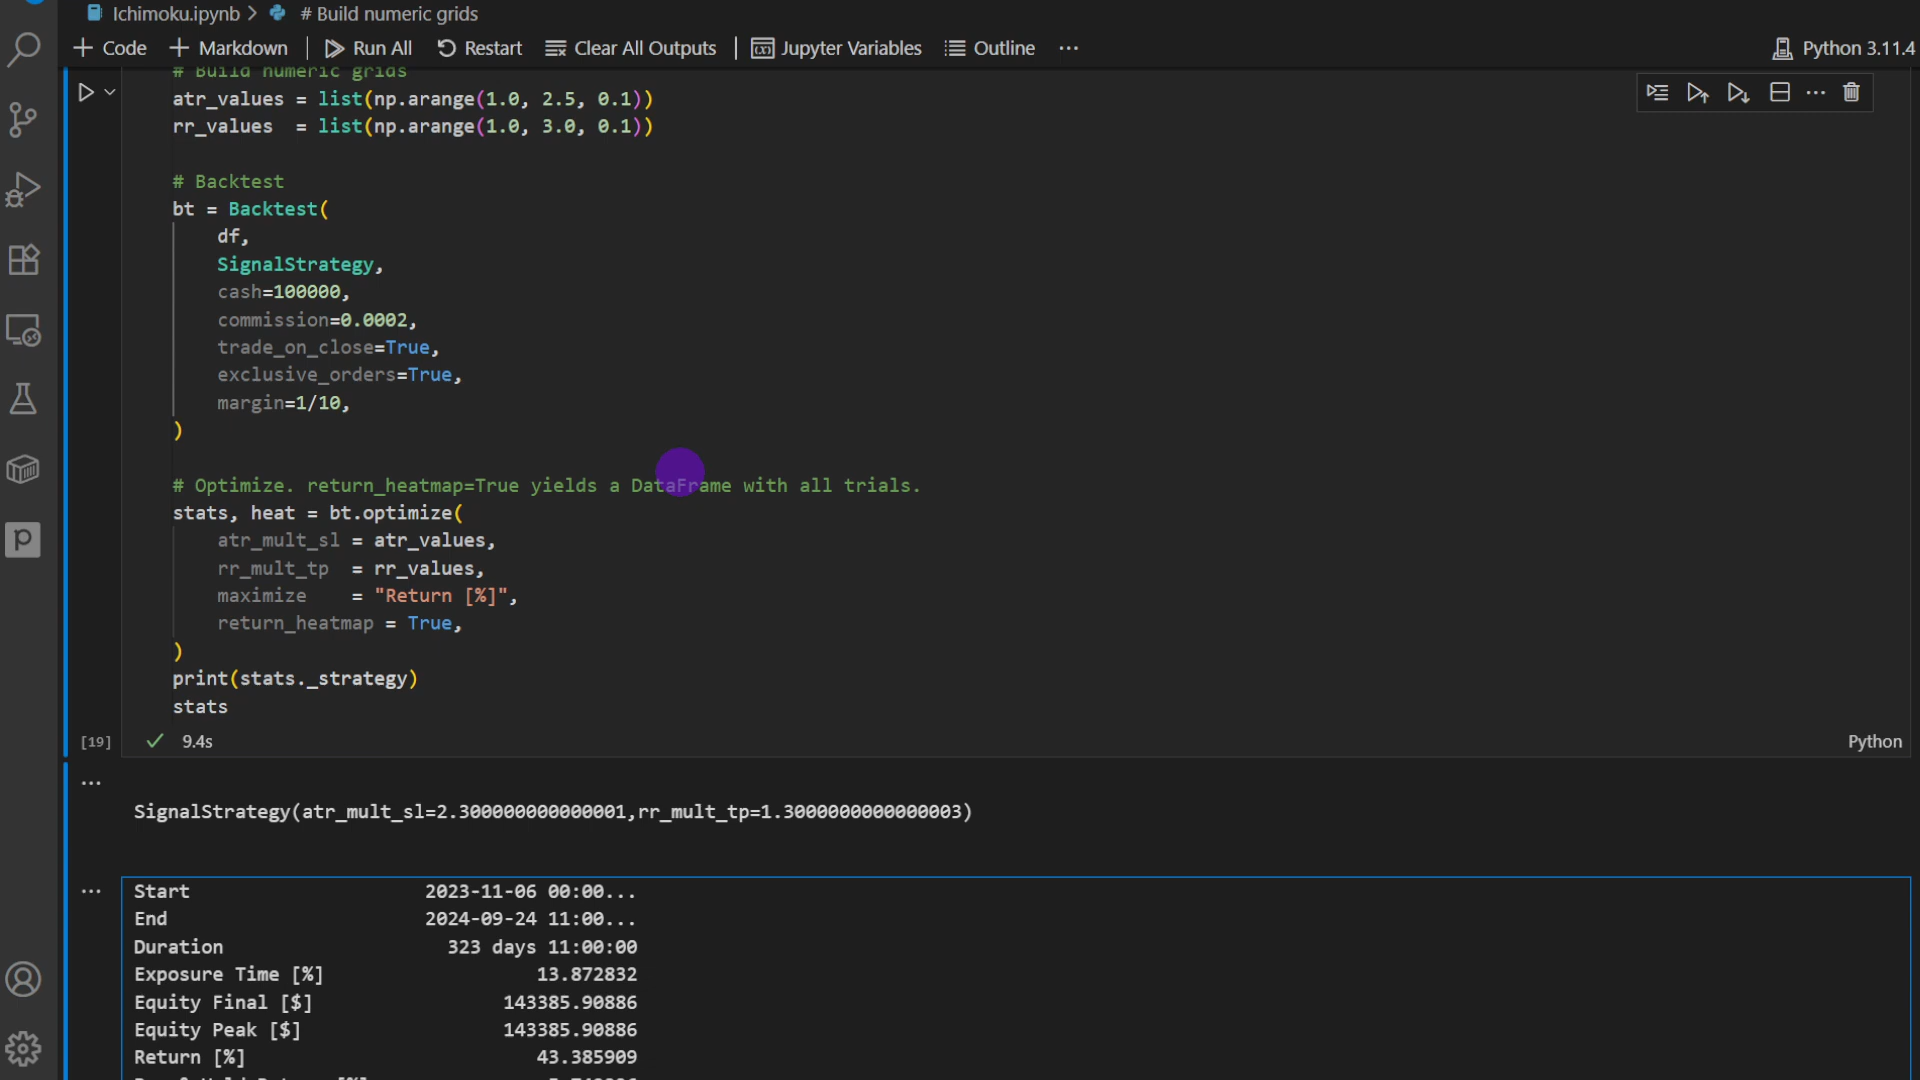 Ichimoku.ipynb > # Build numeric grids
+ Code + Markdown | Run All Restart Clear All Outputs | Jupyter Variables Outline ···
Python 3.11.4
# Build numeric grids
atr_values = list(np.arange(1.0, 2.5, 0.1))
rr_values  = list(np.arange(1.0, 3.0, 0.1))
# Backtest
bt = Backtest(
df,
SignalStrategy,
cash=100000,
commission=0.0002,
trade_on_close=True,
exclusive_orders=True,
margin=1/10,
)
# Optimize. return_heatmap=True yields a DataFrame with all trials.
stats, heat = bt.optimize(
atr_mult_sl = atr_values,
rr_mult_tp  = rr_values,
maximize    = "Return [%]",
return_heatmap = True,
)
print(stats._strategy)
stats
[19] 9.4s Python
SignalStrategy(atr_mult_sl=2.300000000000001,rr_mult_tp=1.3000000000000003)
Start 2023-11-06 00:00...
End 2024-09-24 11:00...
Duration 323 days 11:00:00
Exposure Time [%] 13.872832
Equity Final [$] 143385.90886
Equity Peak [$] 143385.90886
Return [%] 43.385909